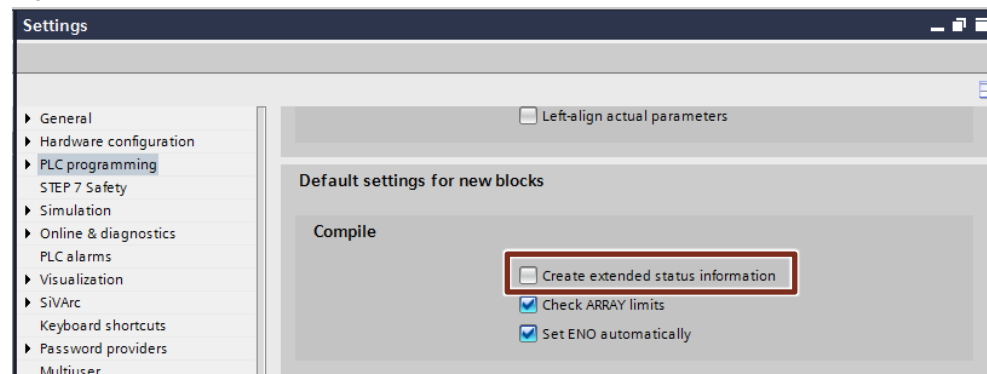 Settings
General
Hardware configuration
PLC programming
STEP 7 Safety
Simulation
Online & diagnostics
PLC alarms
Visualization
SiVArc
Keyboard shortcuts
Password providers
Multiuser
Left-align actual parameters
Default settings for new blocks
Compile
Create extended status information
Check ARRAY limits
Set ENO automatically